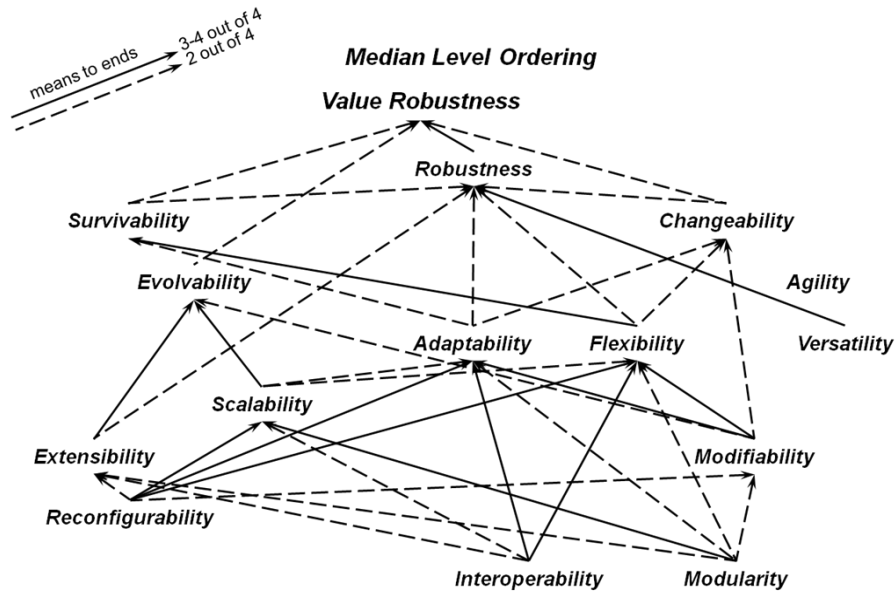 means to ends
3-4 out of 4
2 out of 4
Median Level Ordering
Value Robustness
Robustness
Survivability
Changeability
Evolvability
Agility
Adaptability
Flexibility
Versatility
Scalability
Extensibility
Modifiability
Reconfigurability
Interoperability
Modularity